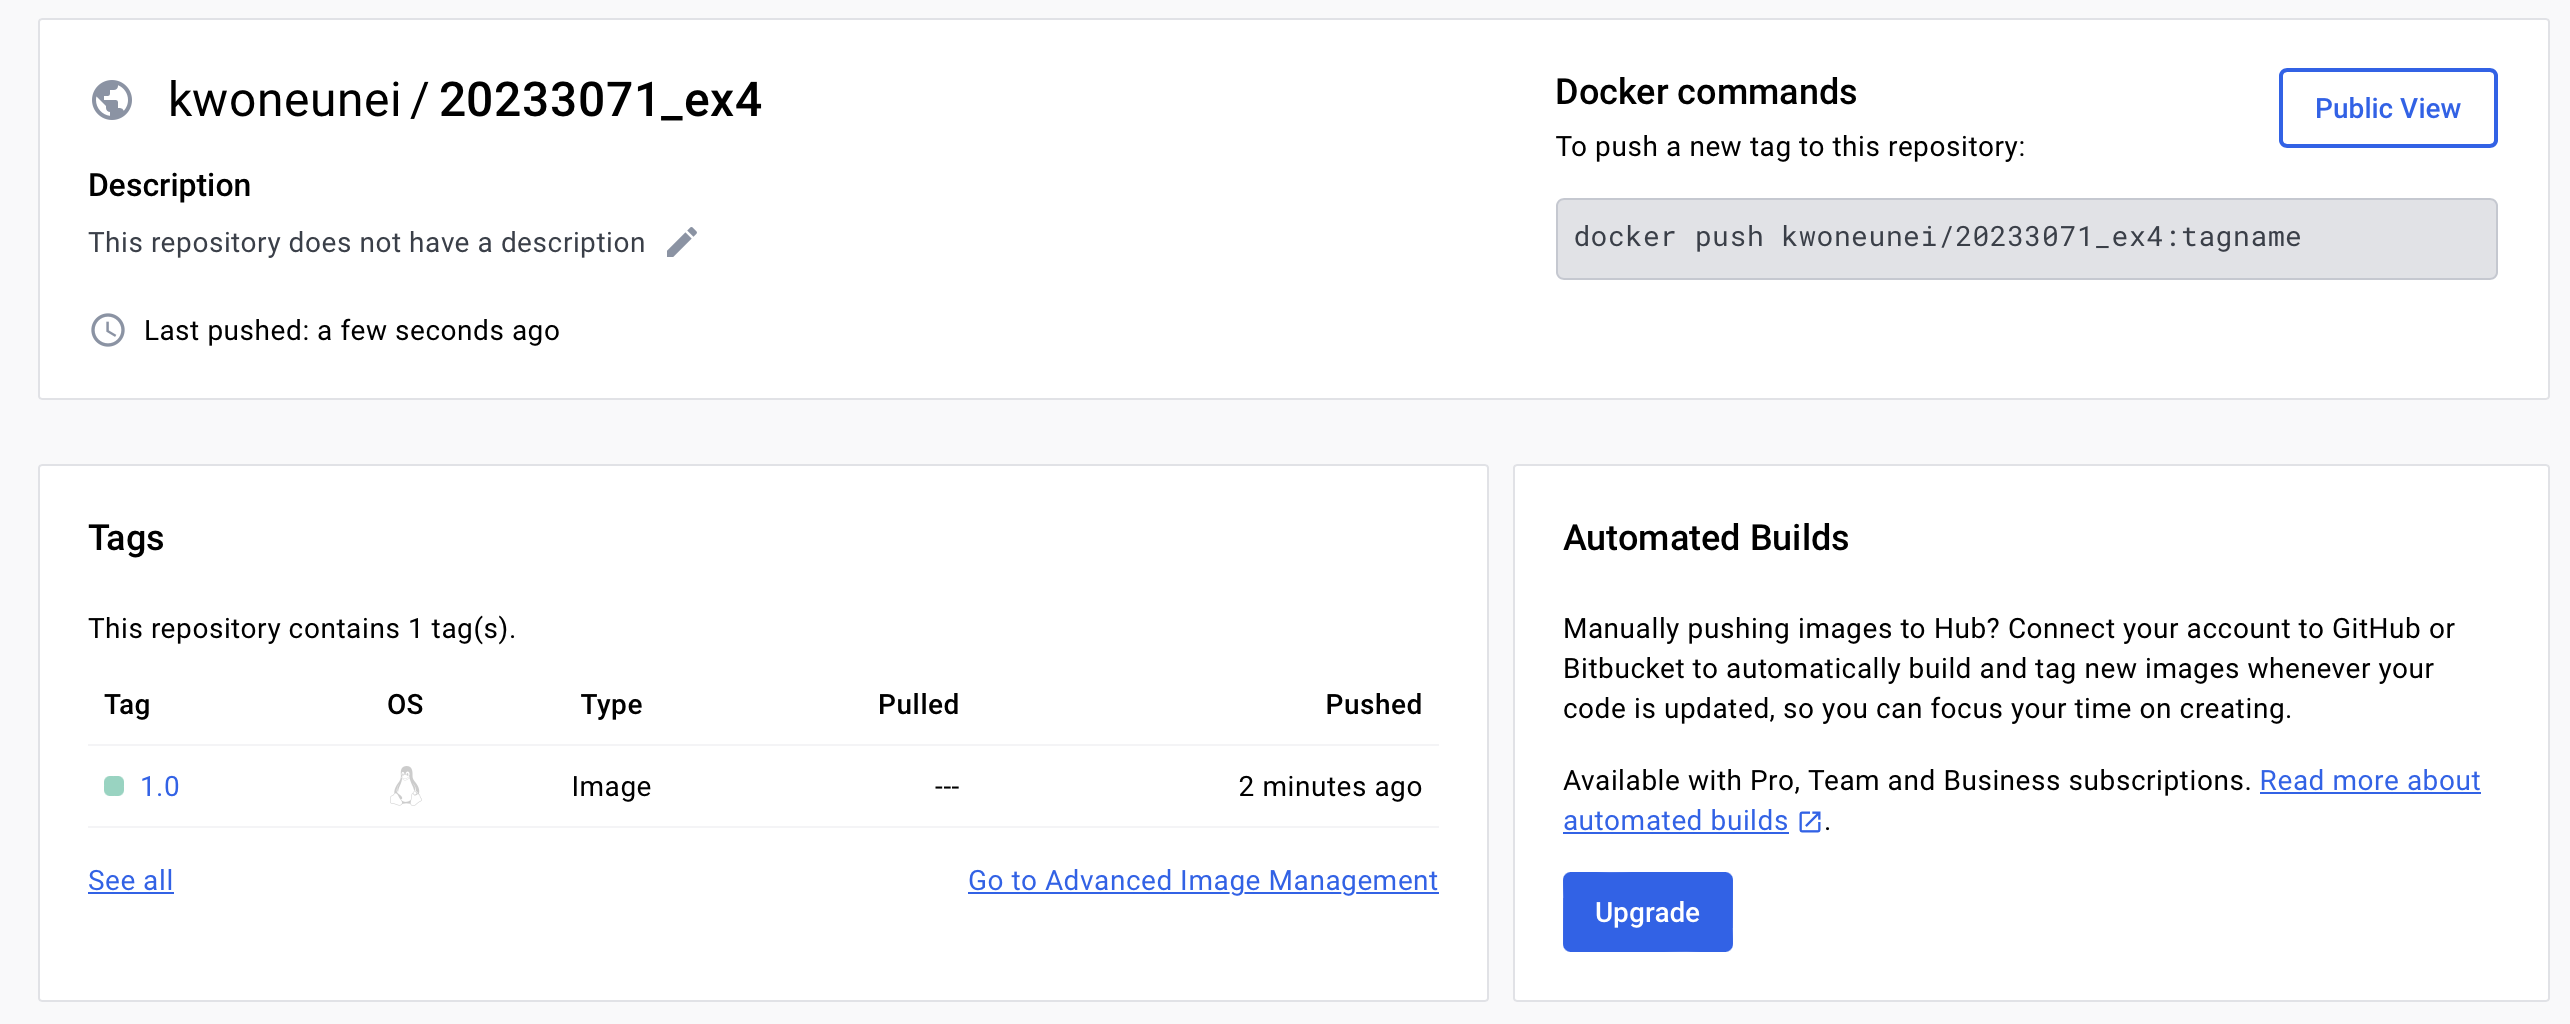 kwoneunei / 20233071_ex4
Description
This repository does not have a description
Last pushed: a few seconds ago
Docker commands
To push a new tag to this repository:
Public View
docker push kwoneunei/20233071_ex4:tagname
Tags
This repository contains 1 tag(s).
Tag OS Type Pulled Pushed
1.0 Image --- 2 minutes ago
See all Go to Advanced Image Management
Automated Builds
Manually pushing images to Hub? Connect your account to GitHub or
Bitbucket to automatically build and tag new images whenever your
code is updated, so you can focus your time on creating.
Available with Pro, Team and Business subscriptions. Read more about
automated builds.
Upgrade